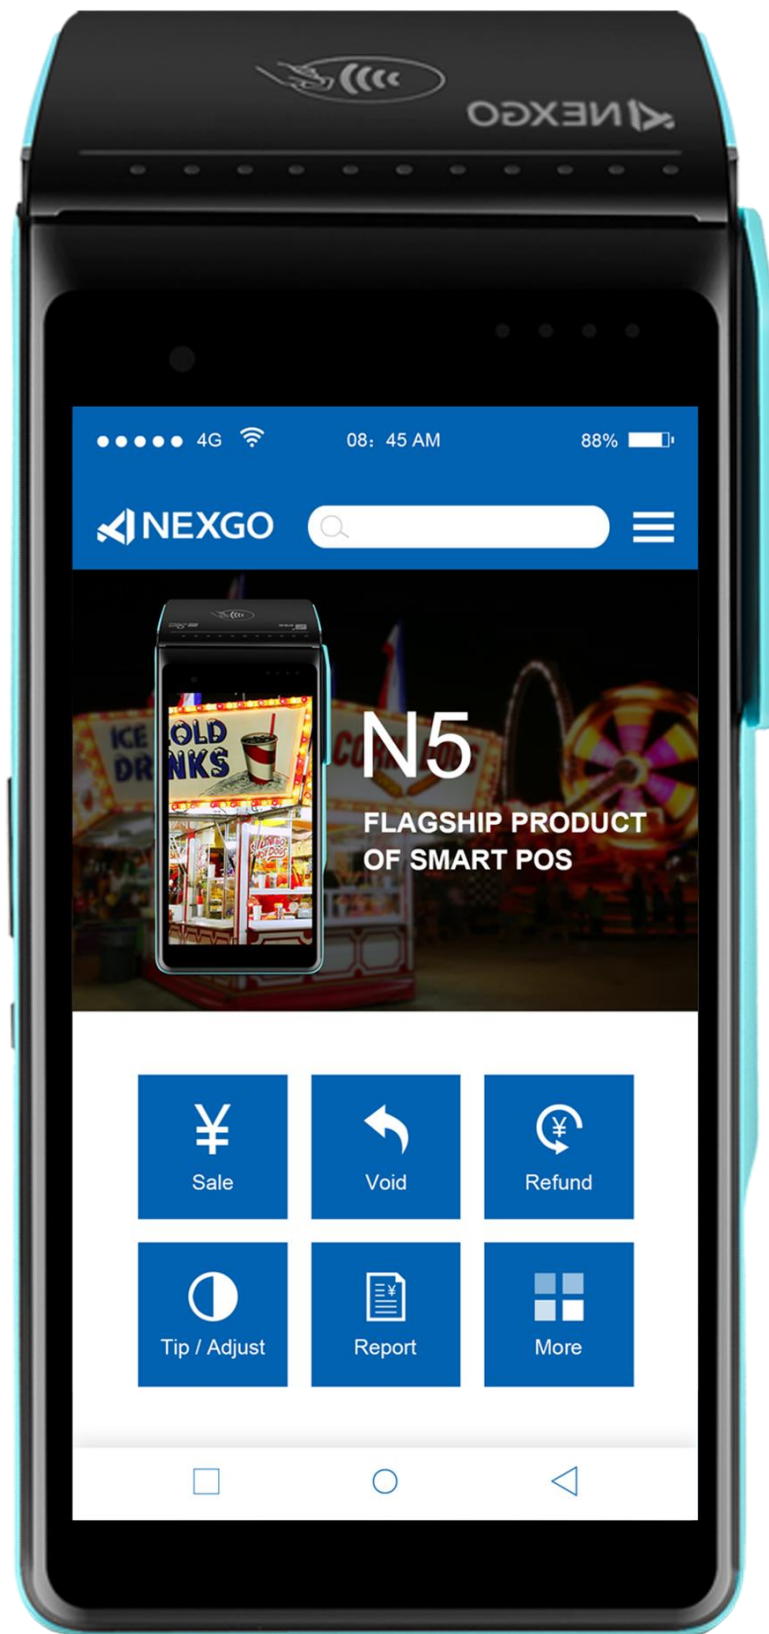 NEXGO
4G 08: 45 AM 88%
NEXGO
ICE OLD
DR NKS
N5
FLAGSHIP PRODUCT
OF SMART POS
¥ ¥
Sale Void Refund
¥
Tip / Adjust Report More